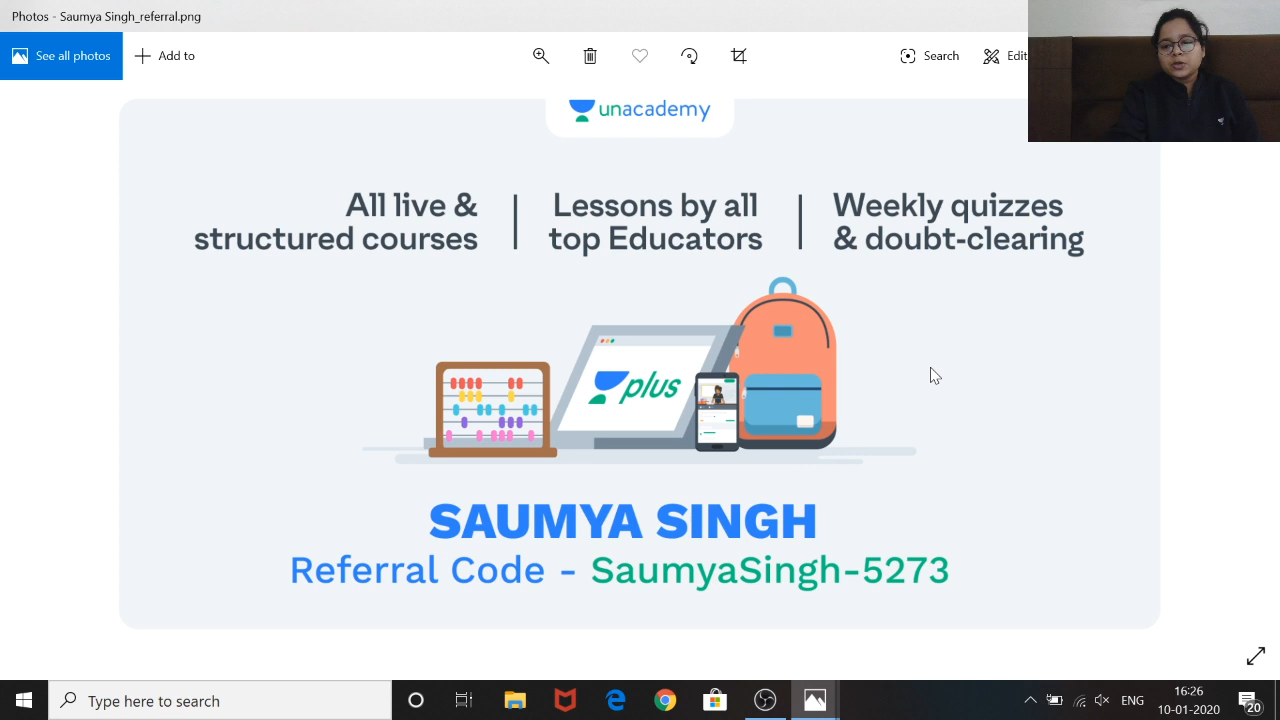 Photos - Saumya Singh_referral.png
See all photos
Add to
Search
Edit
unacademy
All live &
structured courses
Lessons by all
top Educators
Weekly quizzes
& doubt-clearing
plus
SAUMYA SINGH
Referral Code - SaumyaSingh-5273
Type here to search
ENG
16:26
10-01-2020
20